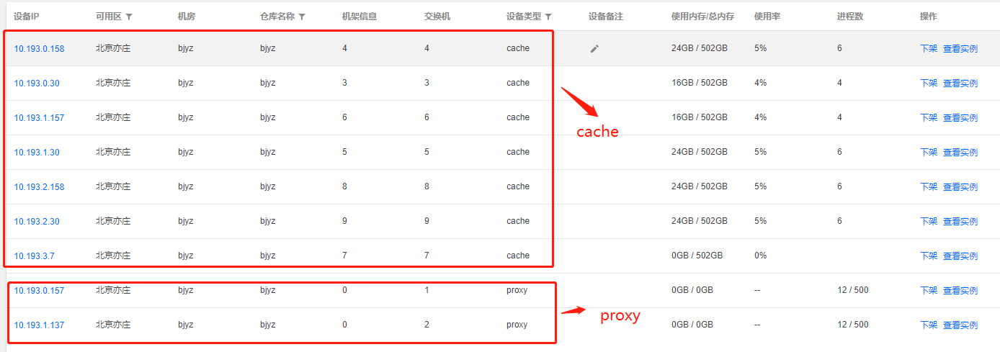 设备IP 可用区 机房 仓库名称 机架信息 交换机 设备类型 设备备注 使用内存/总内存 使用率 进程数 操作
10.193.0.158 北京亦庄 bjyz bjyz 4 4 cache 24GB / 502GB 5% 6 下架 查看实例
10.193.0.30 北京亦庄 bjyz bjyz 3 3 cache 16GB / 502GB 4% 4 下架 查看实例
10.193.1.157 北京亦庄 bjyz bjyz 6 6 cache 16GB / 502GB 4% 4 下架 查看实例
cache
10.193.1.30 北京亦庄 bjyz bjyz 5 5 cache 24GB / 502GB 5% 6 下架 查看实例
10.193.2.158 北京亦庄 bjyz bjyz 8 8 cache 24GB / 502GB 5% 6 下架 查看实例
10.193.2.30 北京亦庄 bjyz bjyz 9 9 cache 24GB / 502GB 5% 6 下架 查看实例
10.193.3.7 北京亦庄 bjyz bjyz 7 7 cache 0GB / 502GB 0% 下架 查看实例
10.193.0.157 北京亦庄 bjyz bjyz 0 1 proxy 0GB / 0GB -- 12 / 500 下架 查看实例
proxy
10.193.1.137 北京亦庄 bjyz bjyz 0 2 proxy 0GB / 0GB -- 12 / 500 下架 查看实例